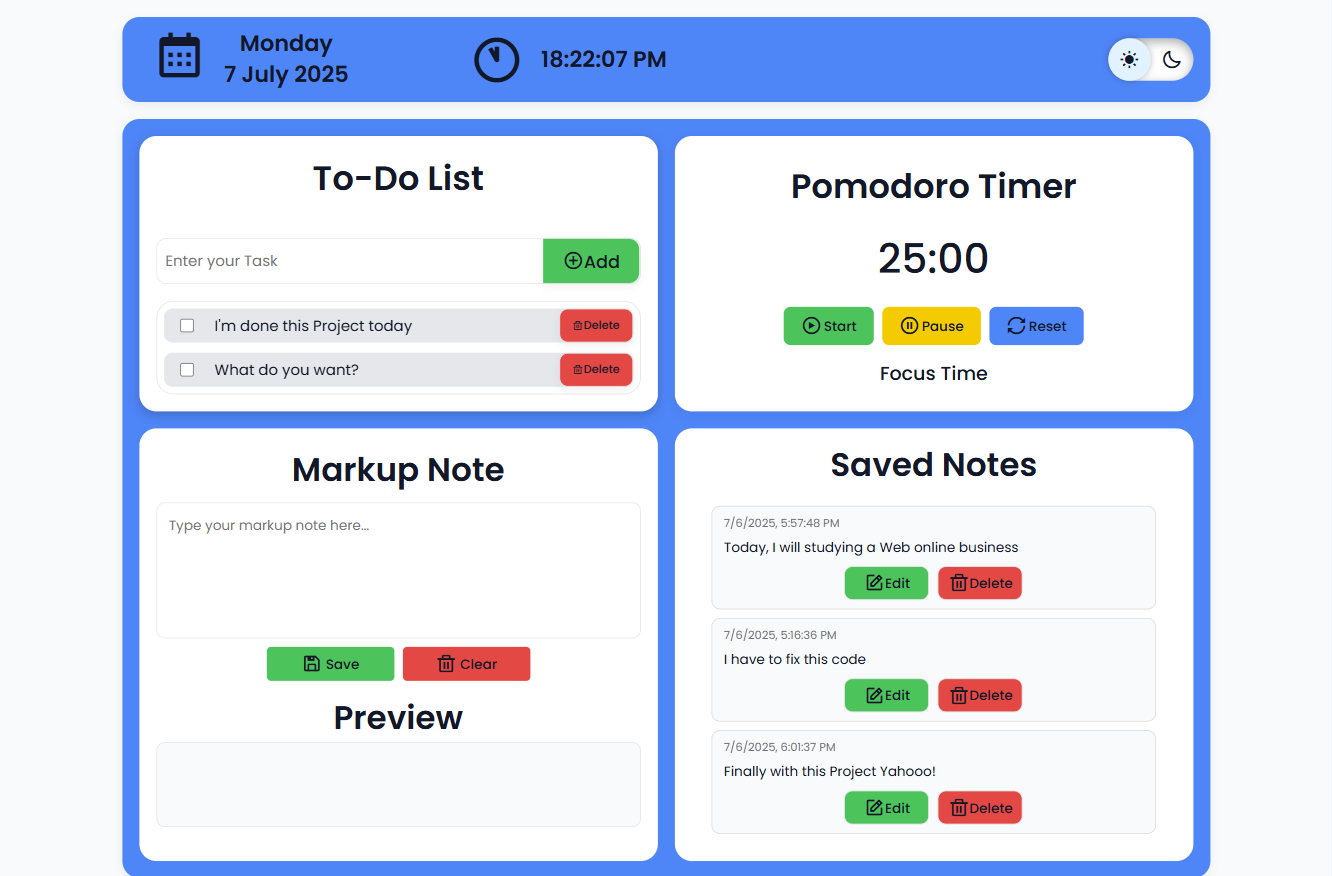 Monday
7 July 2025
18:22:07 PM
To-Do List
Enter your Task
Add
I'm done this Project today
Delete
What do you want?
Delete
Pomodoro Timer
25:00
Start Pause Reset
Focus Time
Markup Note
Type your markup note here...
Save Clear
Preview
Saved Notes
7/6/2025, 5:57:48 PM
Today, I will studying a Web online business
Edit Delete
7/6/2025, 5:16:36 PM
I have to fix this code
Edit Delete
7/6/2025, 6:01:37 PM
Finally with this Project Yahooo!
Edit Delete